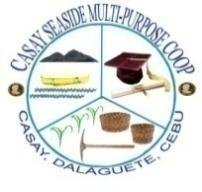 CASAY SEASIDE MULTI-PURPOSE COOP
CASAY, DALAGUETE, CEBU